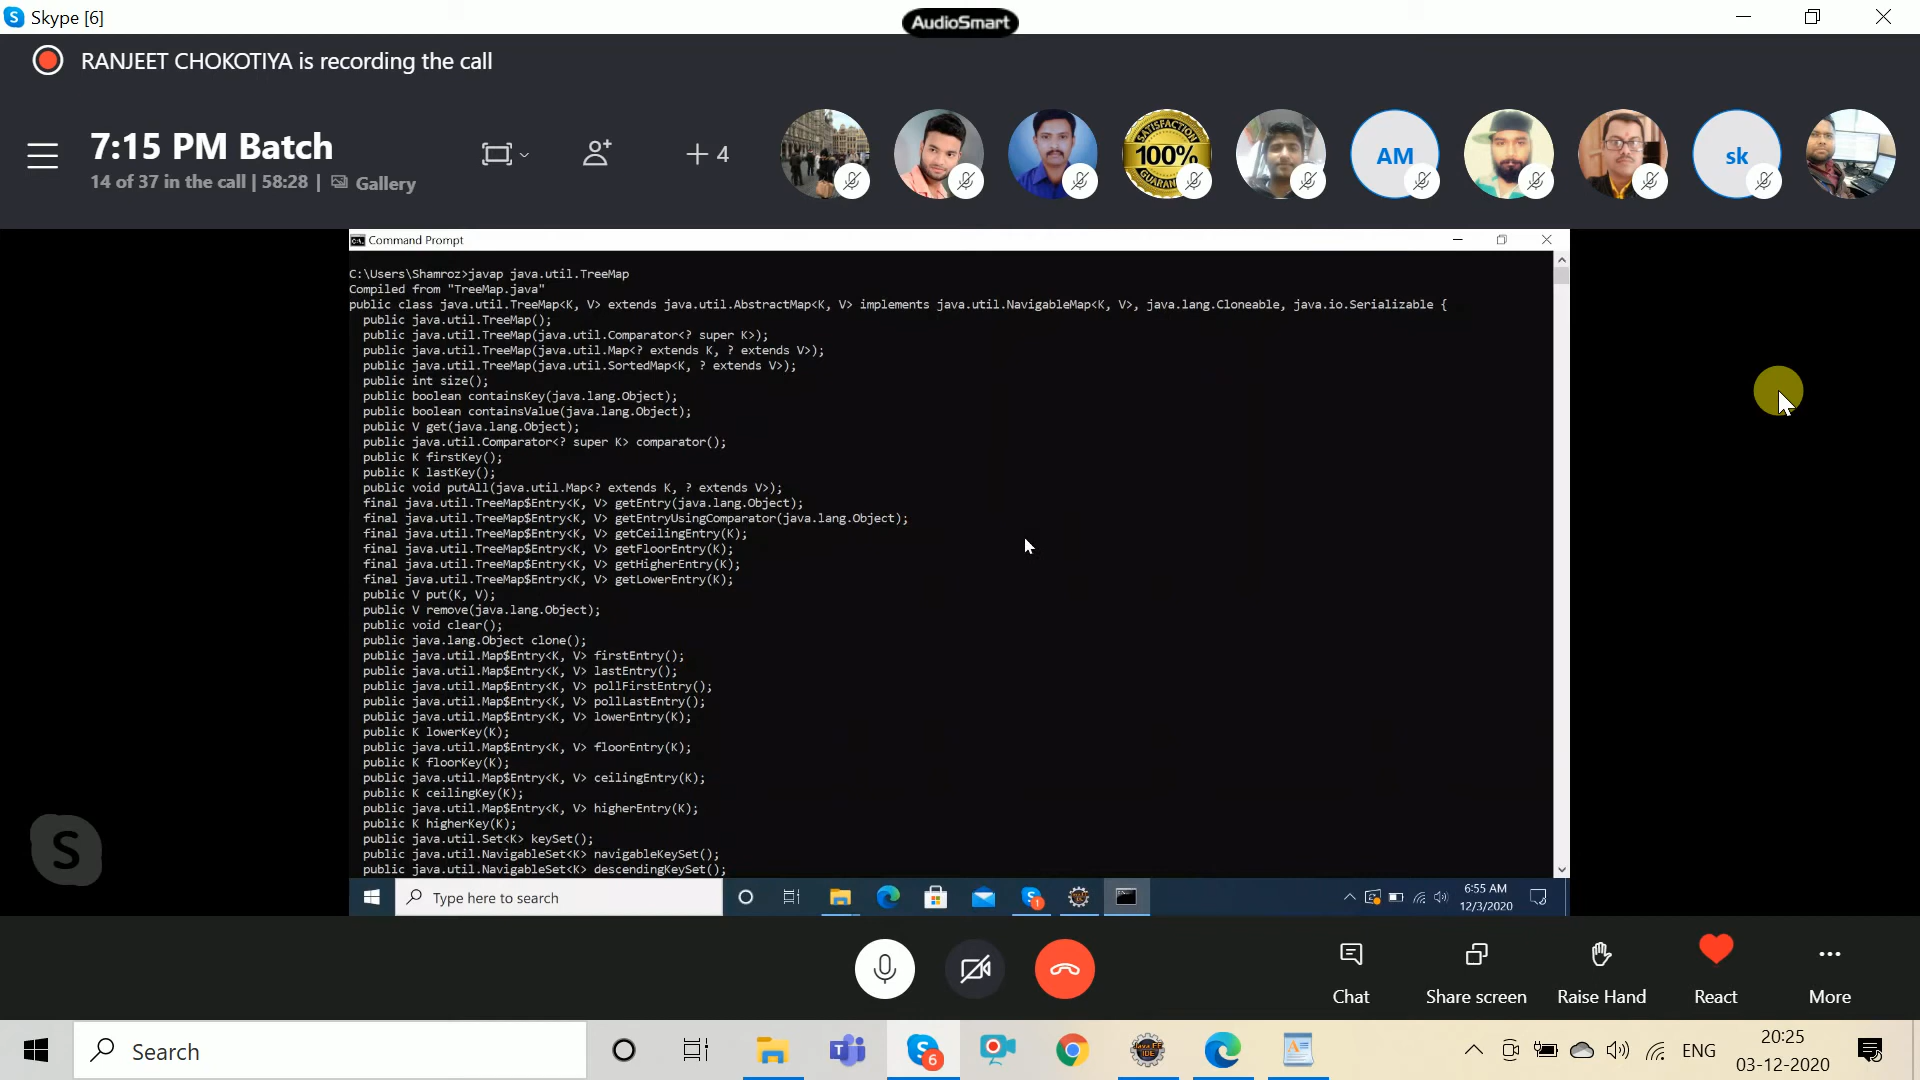 Skype [6]
AudioSmart
RANJEET CHOKOTIYA is recording the call
7:15 PM Batch
14 of 37 in the call | 58:28 | Gallery
+ 4
SATISFACTION
100%
AM
sk
Command Prompt
C:\Users\Shamroz>javap java.util.TreeMap
Compiled from "TreeMap.java"
public class java.util.TreeMap<K, V> extends java.util.AbstractMap<K, V> implements java.util.NavigableMap<K, V>, java.lang.Cloneable, java.io.Serializable {
public java.util.TreeMap();
public java.util.TreeMap(java.util.Comparator<? super K>);
public java.util.TreeMap(java.util.Map<? extends K, ? extends V>);
public java.util.TreeMap(java.util.SortedMap<K, ? extends V>);
public int size();
public boolean containsKey(java.lang.Object);
public boolean containsValue(java.lang.Object);
public V get(java.lang.Object);
public java.util.Comparator<? super K> comparator();
public K firstKey();
public K lastKey();
public void putAll(java.util.Map<? extends K, ? extends V>);
final java.util.TreeMap$Entry<K, V> getEntry(java.lang.Object);
final java.util.TreeMap$Entry<K, V> getEntryUsingComparator(java.lang.Object);
final java.util.TreeMap$Entry<K, V> getCeilingEntry(K);
final java.util.TreeMap$Entry<K, V> getFloorEntry(K);
final java.util.TreeMap$Entry<K, V> getHigherEntry(K);
final java.util.TreeMap$Entry<K, V> getLowerEntry(K);
public V put(K, V);
public V remove(java.lang.Object);
public void clear();
public java.lang.Object clone();
public java.util.Map$Entry<K, V> firstEntry();
public java.util.Map$Entry<K, V> lastEntry();
public java.util.Map$Entry<K, V> pollFirstEntry();
public java.util.Map$Entry<K, V> pollLastEntry();
public java.util.Map$Entry<K, V> lowerEntry(K);
public K lowerKey(K);
public java.util.Map$Entry<K, V> floorEntry(K);
public K floorKey(K);
public java.util.Map$Entry<K, V> ceilingEntry(K);
public K ceilingKey(K);
public java.util.Map$Entry<K, V> higherEntry(K);
public K higherKey(K);
public java.util.Set<K> keySet();
public java.util.NavigableSet<K> navigableKeySet();
public java.util.NavigableSet<K> descendingKeySet();
Type here to search
6:55 AM
12/3/2020
Chat
Share screen
Raise Hand
React
More
Search
6
ENG
20:25
03-12-2020